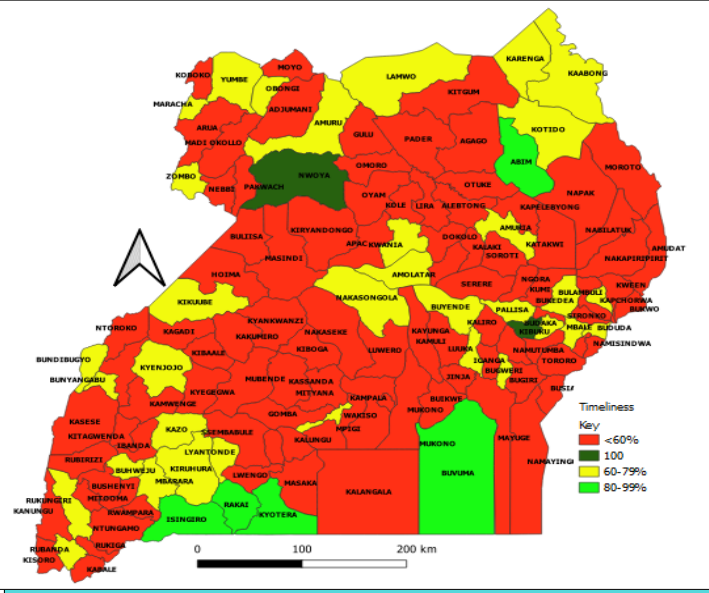 KARENGA
KAABONG
MOYO
KOBOKO
YUMBE
LAMWO
OBONGI
KITGUM
MARACHA
ADJUMANI
AMURU
KOTIDO
ARUA
GULU
PADER
AGAGO
MADI OKOLLO
ABIM
OMORO
MOROTO
ZOMBO
NWOYA
NEBBI
PAKWACH
OTUKE
NAPAK
OYAM
KOLE
LIRA
ALEBTONG
KAPELEBYONG
KIRYANDONGO
AMURIA
NABILATUK
BULIISA
APAC
KWANIA
DOKOLO
KALAKI
KATAKWI
AMUDAT
MASINDI
SOROTI
NAKAPIRIPIRIT
HOIMA
AMOLATAR
NGORA
SERERE
KUMI
BULAMBULI
KWEEN
KIKUUBE
NAKASONGOLA
BUKEDEA
KAPCHORWA
BUYENDE
PALLISA
BUKWO
SIRONKO
KYANKWANZI
KALIRO
BUDAKA
NTOROKO
KAGADI
NAKASEKE
KAYUNGA
KIBUKU
MBALE
BUDUDA
KAKUMIRO
KAMULI
NAMISINDWA
KIBAALE
KIBOGA
LUWERO
LUUKA
NAMUTUMBA
BUNDIBUGYO
IGANGA
TORORO
KYENJOJO
BUGWERI
BUNYANGABU
MUBENDE
KASSANDA
JINJA
BUGIRI
KYEGEGWA
MITYANA
BUSIA
KAMWENGE
KAMPALA
BUIKWE
GOMBA
WAKISO
MUKONO
KASESE
KAZO
SSEMBABULE
MPIGI
KITAGWENDA
KALUNGU
MAYUGE
IBANDA
LYANTONDE
MUKONO
RUBIRIZI
BUHWEJU
KIRUHURA
NAMAYINGO
LWENGO
BUVUMA
BUSHENYI
MBARARA
MASAKA
KALANGALA
RUKUNGIRI
MITOOMA
RAKAI
KANUNGU
RWAMPARA
KYOTERA
ISINGIRO
NTUNGAMO
RUBANDA
RUKIGA
KISORO
KABALE
Timeliness
Key
<60%
100
60-79%
80-99%
0 100 200 km